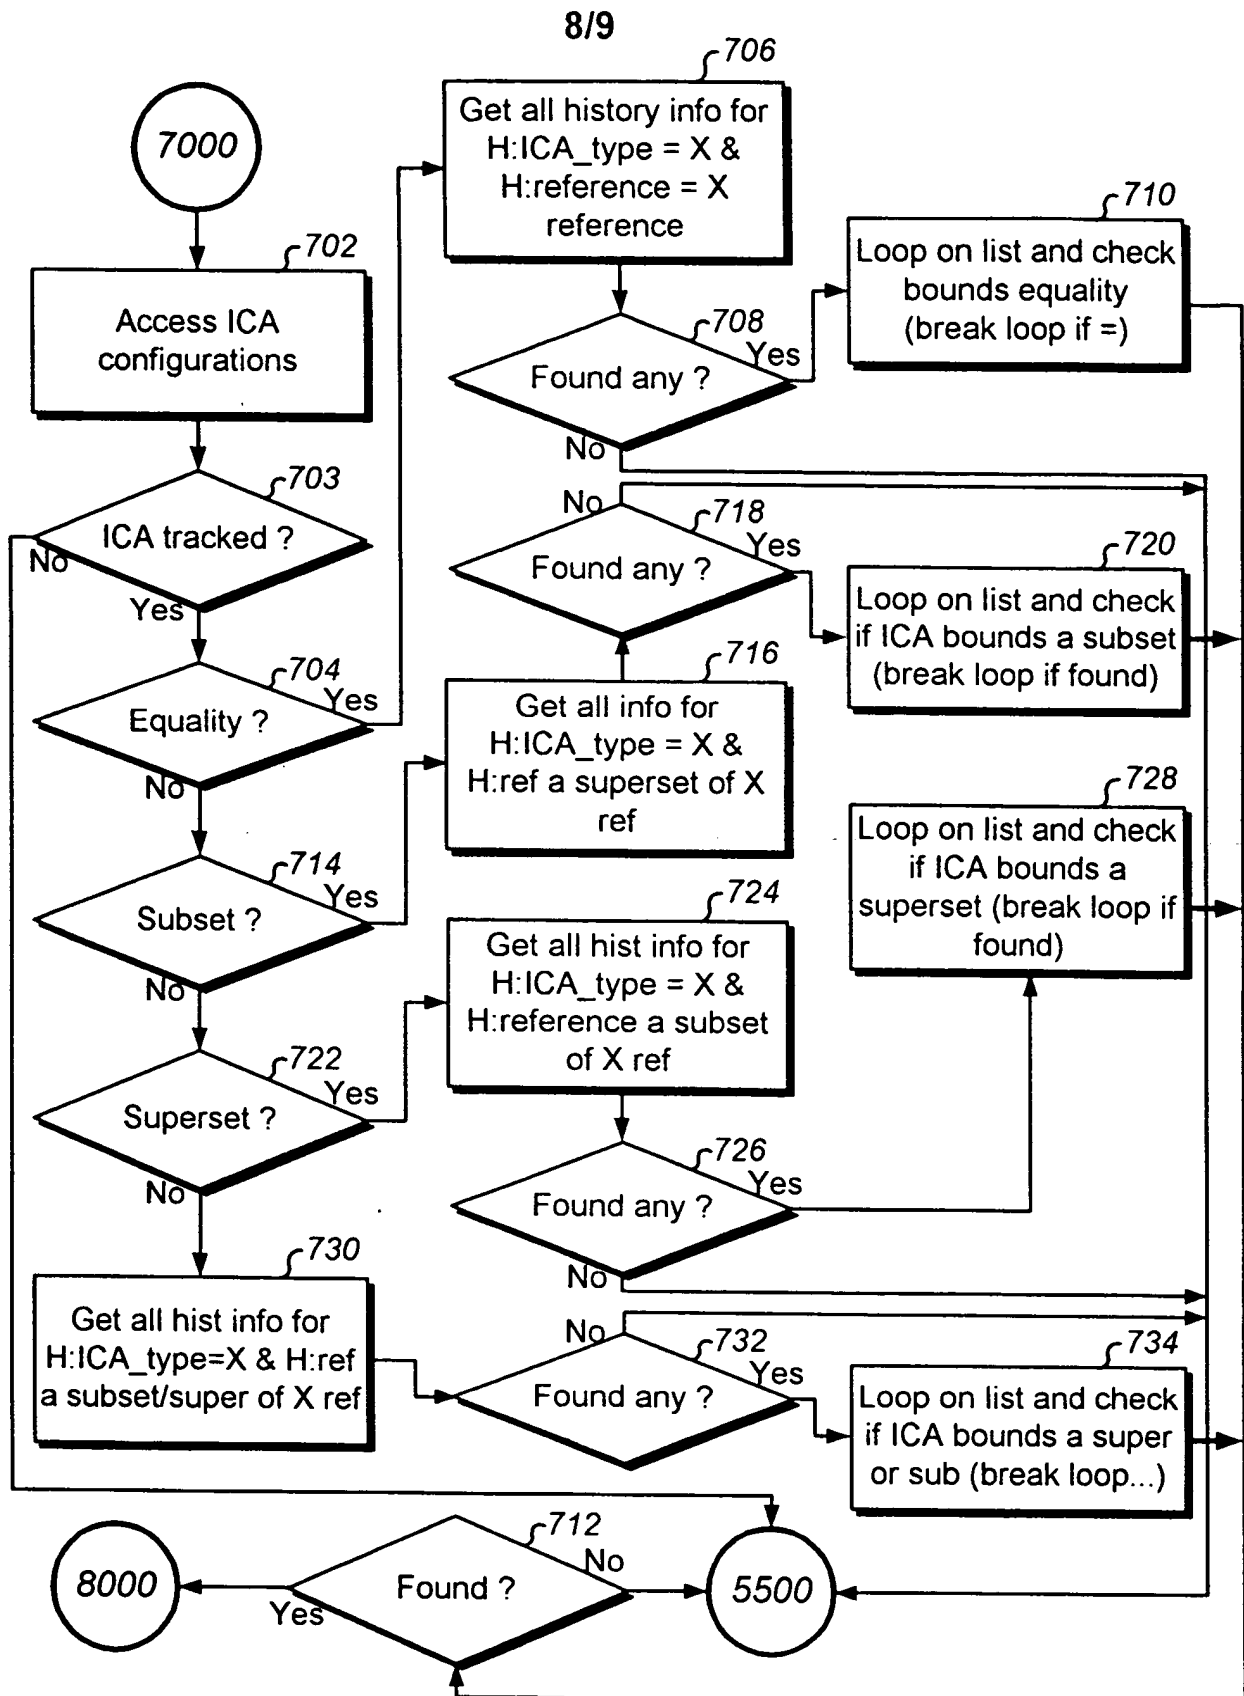 8/9
7000
702
Access ICA
configurations
703
ICA tracked ?
No
Yes
704
Equality ?
Yes
No
706
Get all history info for
H:ICA_type = X &
H:reference = X
reference
708
Found any ?
Yes
No
710
Loop on list and check
bounds equality
(break loop if =)
714
Subset ?
Yes
No
716
Get all info for
H:ICA_type = X &
H:ref a superset of X
ref
718
Found any ?
No
Yes
720
Loop on list and check
if ICA bounds a subset
(break loop if found)
722
Superset ?
Yes
No
724
Get all hist info for
H:ICA_type = X &
H:reference a subset
of X ref
726
Found any ?
Yes
No
728
Loop on list and check
if ICA bounds a
superset (break loop if
found)
730
Get all hist info for
H:ICA_type=X & H:ref
a subset/super of X ref
732
Found any ?
No
Yes
734
Loop on list and check
if ICA bounds a super
or sub (break loop...)
712
Found ?
No
Yes
8000
5500